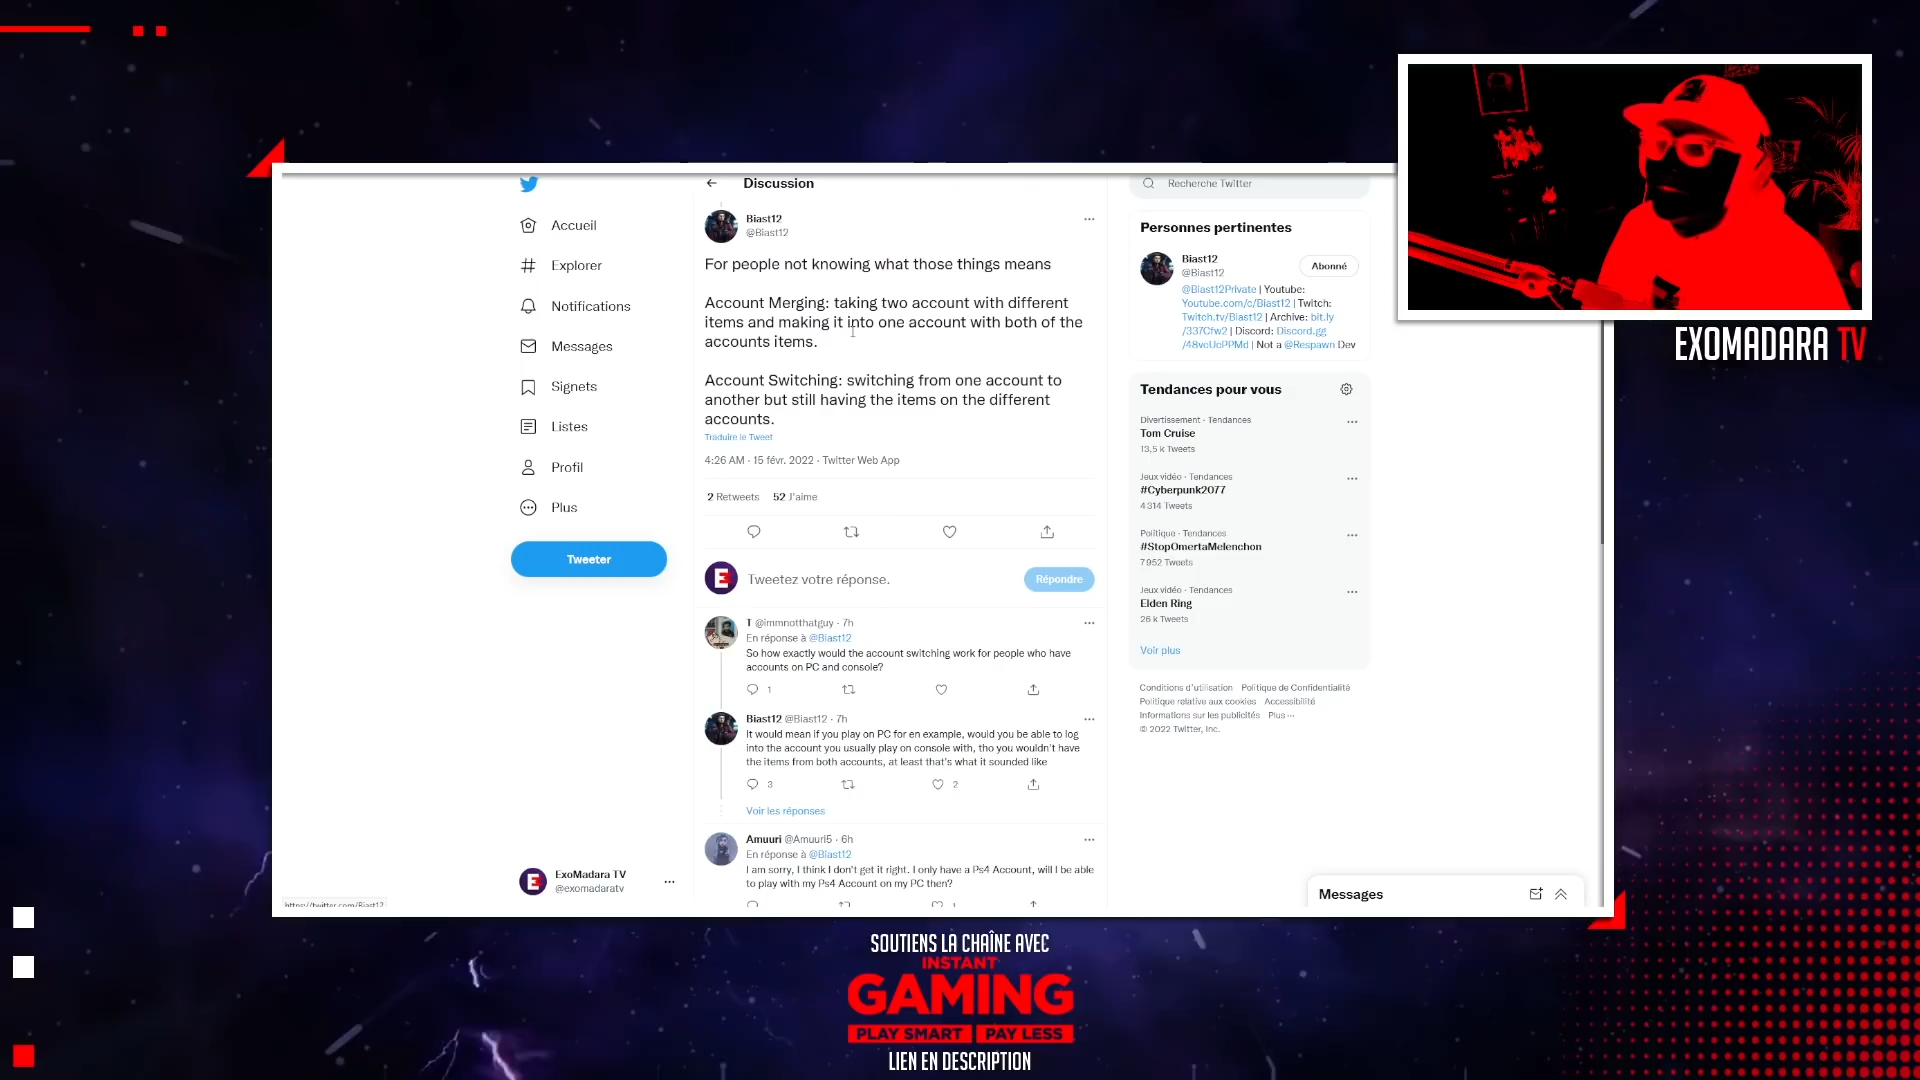 Discussion
Recherche Twitter
Accueil
Explorer
Notifications
Messages
Signets
Listes
Profil
Plus
Tweeter
ExoMadara TV
@exomadaratv
https://twitter.com/Biast12
Biast12
@Biast12
For people not knowing what those things means
Account Merging: taking two account with different
items and making it into one account with both of the
accounts items.
Account Switching: switching from one account to
another but still having the items on the different
accounts.
Traduire le Tweet
4:26 AM · 15 févr. 2022 · Twitter Web App
2 Retweets 52 J'aime
Tweetez votre réponse.
Répondre
T @immnotthatguy · 7h
En réponse à @Biast12
So how exactly would the account switching work for people who have
accounts on PC and console?
1
Biast12 @Biast12 · 7h
It would mean if you play on PC for en example, would you be able to log
into the account you usually play on console with, tho you wouldn't have
the items from both accounts, at least that's what it sounded like
3 2
Voir les réponses
Amuuri @Amuuri5 · 6h
En réponse à @Biast12
I am sorry, I think I don't get it right. I only have a Ps4 Account, will I be able
to play with my Ps4 Account on my PC then?
1
Personnes pertinentes
Biast12
@Biast12
Abonné
@Biast12Private | Youtube:
Youtube.com/c/Biast12 | Twitch:
Twitch.tv/Biast12 | Archive: bit.ly
/337Cfw2 | Discord: Discord.gg
| Not a @Respawn Dev
Tendances pour vous
Divertissement · Tendances
Tom Cruise
13,5 k Tweets
Jeux vidéo · Tendances
#Cyberpunk2077
4 314 Tweets
Politique · Tendances
#StopOmertaMelenchon
7 952 Tweets
Jeux vidéo · Tendances
Elden Ring
26 k Tweets
Voir plus
Conditions d'utilisation Politique de Confidentialité
Politique relative aux cookies Accessibilité
Informations sur les publicités Plus ···
© 2022 Twitter, Inc.
Messages
EXOMADARA TV
SOUTIENS LA CHAÎNE AVEC
INSTANT
GAMING
PLAY SMART PAY LESS
LIEN EN DESCRIPTION